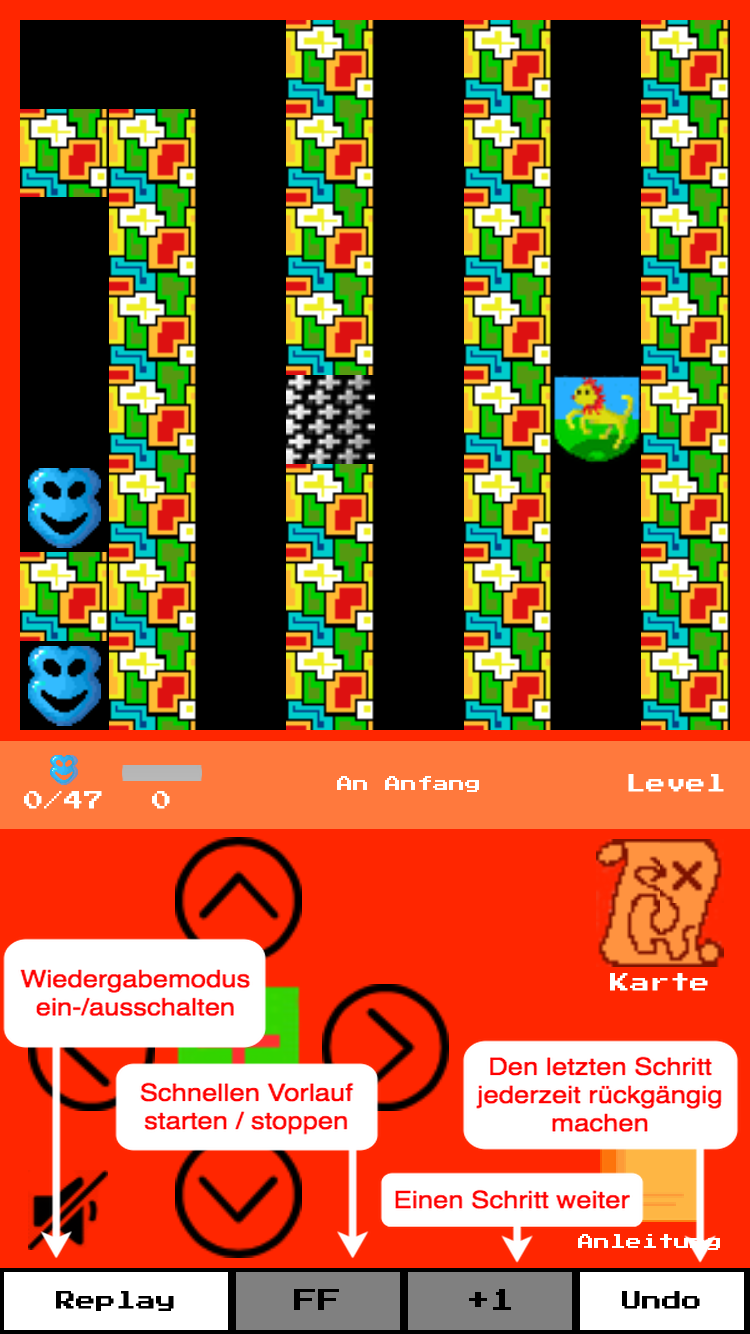 0/47
0
An Anfang
Level
Karte
Wiedergabemodus
ein-/ausschalten
Den letzten Schritt
jederzeit rückgängig
machen
Schnellen Vorlauf
starten / stoppen
Einen Schritt weiter
Anleitung
Replay
FF
+1
Undo